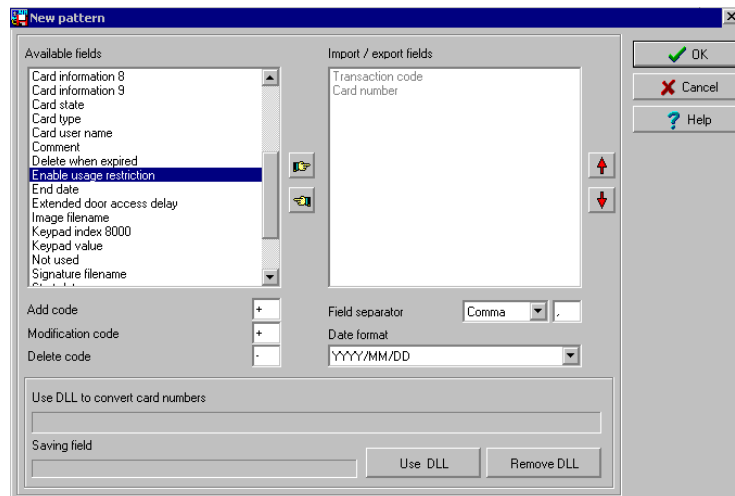 New pattern
Available fields
Card information 8
Card information 9
Card state
Card type
Card user name
Comment
Delete when expired
Enable usage restriction
End date
Extended door access delay
Image filename
Keypad index 8000
Keypad value
Not used
Signature filename
Import / export fields
Transaction code
Card number
OK
Cancel
? Help
Add code +
Modification code +
Delete code -
Field separator Comma ,
Date format
YYYY/MM/DD
Use DLL to convert card numbers
Saving field
Use DLL Remove DLL